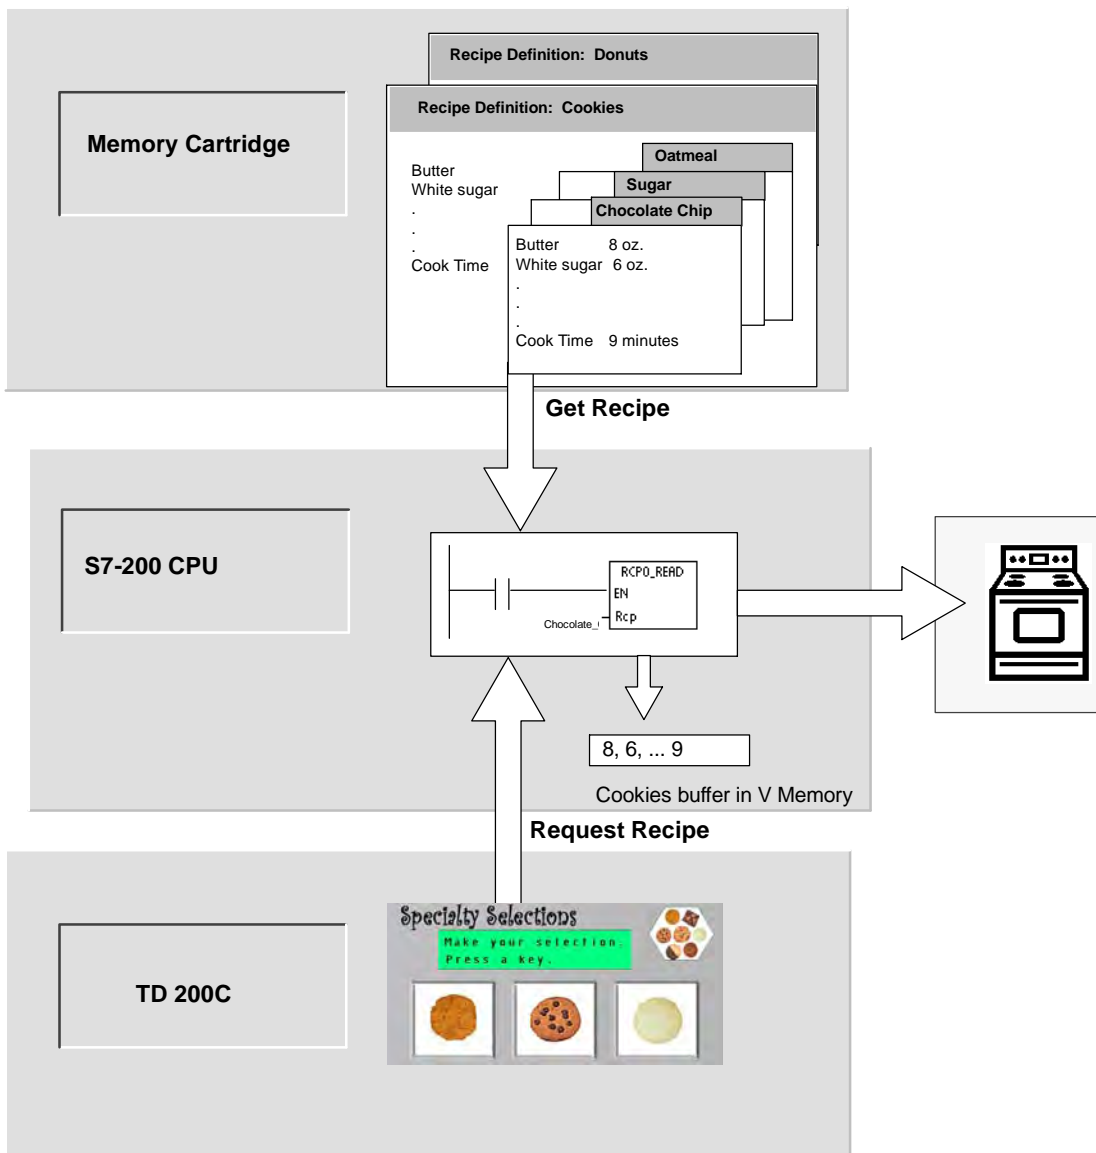 Recipe Definition: Donuts
Recipe Definition: Cookies
Memory Cartridge
Oatmeal
Sugar
Chocolate Chip
Butter
White sugar
.
.
.
Cook Time
Butter 8 oz.
White sugar 6 oz.
.
.
.
Cook Time 9 minutes
Get Recipe
S7-200 CPU
RCP0_READ
EN
Chocolate_
Rcp
8, 6, ... 9
Cookies buffer in V Memory
Request Recipe
TD 200C
Specialty Selections
Make your selection.
Press a key.